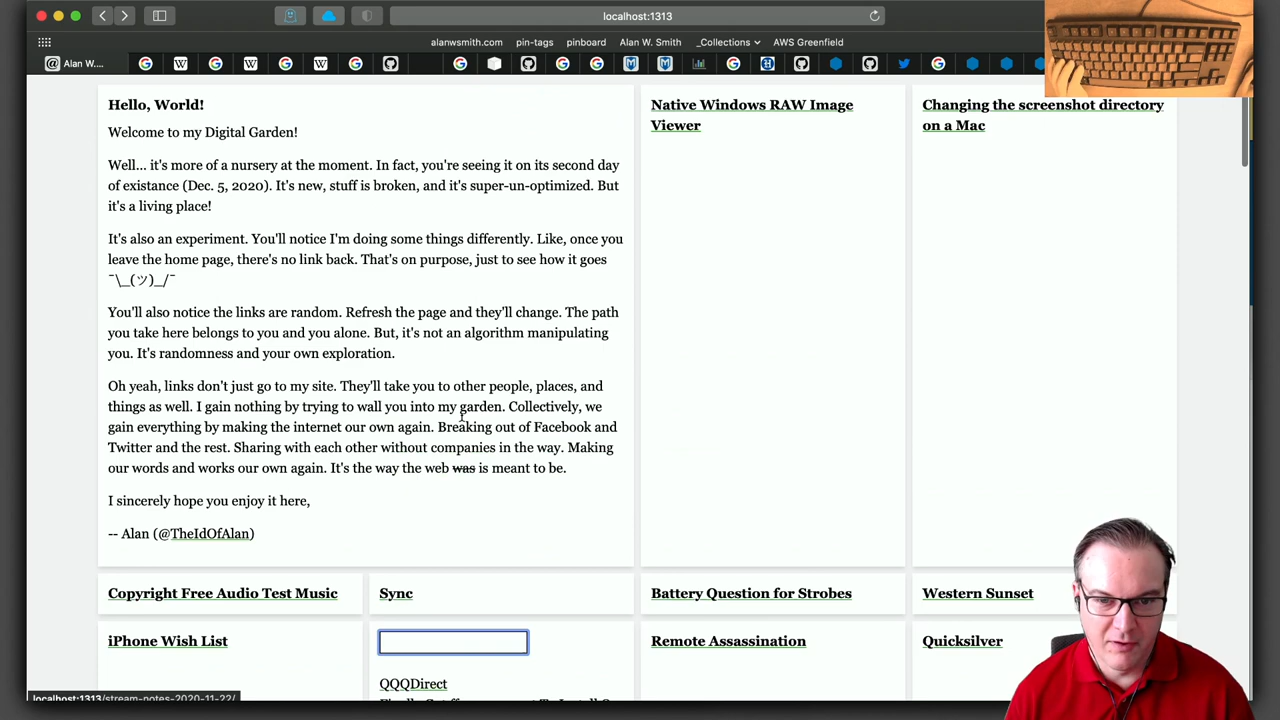 localhost:1313
alanwsmith.com pin-tags pinboard Alan W. Smith _Collections AWS Greenfield
Alan W....
Hello, World!
Welcome to my Digital Garden!
Well... it's more of a nursery at the moment. In fact, you're seeing it on its second day
of existance (Dec. 5, 2020). It's new, stuff is broken, and it's super-un-optimized. But
it's a living place!
It's also an experiment. You'll notice I'm doing some things differently. Like, once you
leave the home page, there's no link back. That's on purpose, just to see how it goes
¯\_(ツ)_/¯
You'll also notice the links are random. Refresh the page and they'll change. The path
you take here belongs to you and you alone. But, it's not an algorithm manipulating
you. It's randomness and your own exploration.
Oh yeah, links don't just go to my site. They'll take you to other people, places, and
things as well. I gain nothing by trying to wall you into my garden. Collectively, we
gain everything by making the internet our own again. Breaking out of Facebook and
Twitter and the rest. Sharing with each other without companies in the way. Making
our words and works our own again. It's the way the web was is meant to be.
I sincerely hope you enjoy it here,
-- Alan (@TheIdOfAlan)
Native Windows RAW Image
Viewer
Changing the screenshot directory
on a Mac
Copyright Free Audio Test Music
Sync
Battery Question for Strobes
Western Sunset
iPhone Wish List
Remote Assassination
Quicksilver
QQQDirect
localhost:1313/stream-notes-2020-11-22/